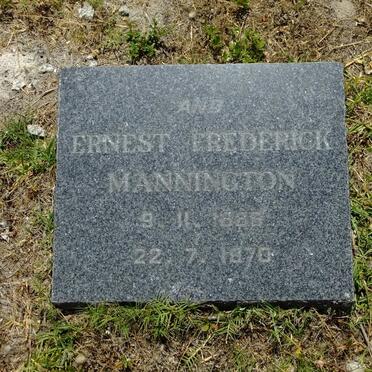 AND
ERNEST FREDERICK
MANNINGTON
9. 11. 1888
22. 7. 1970